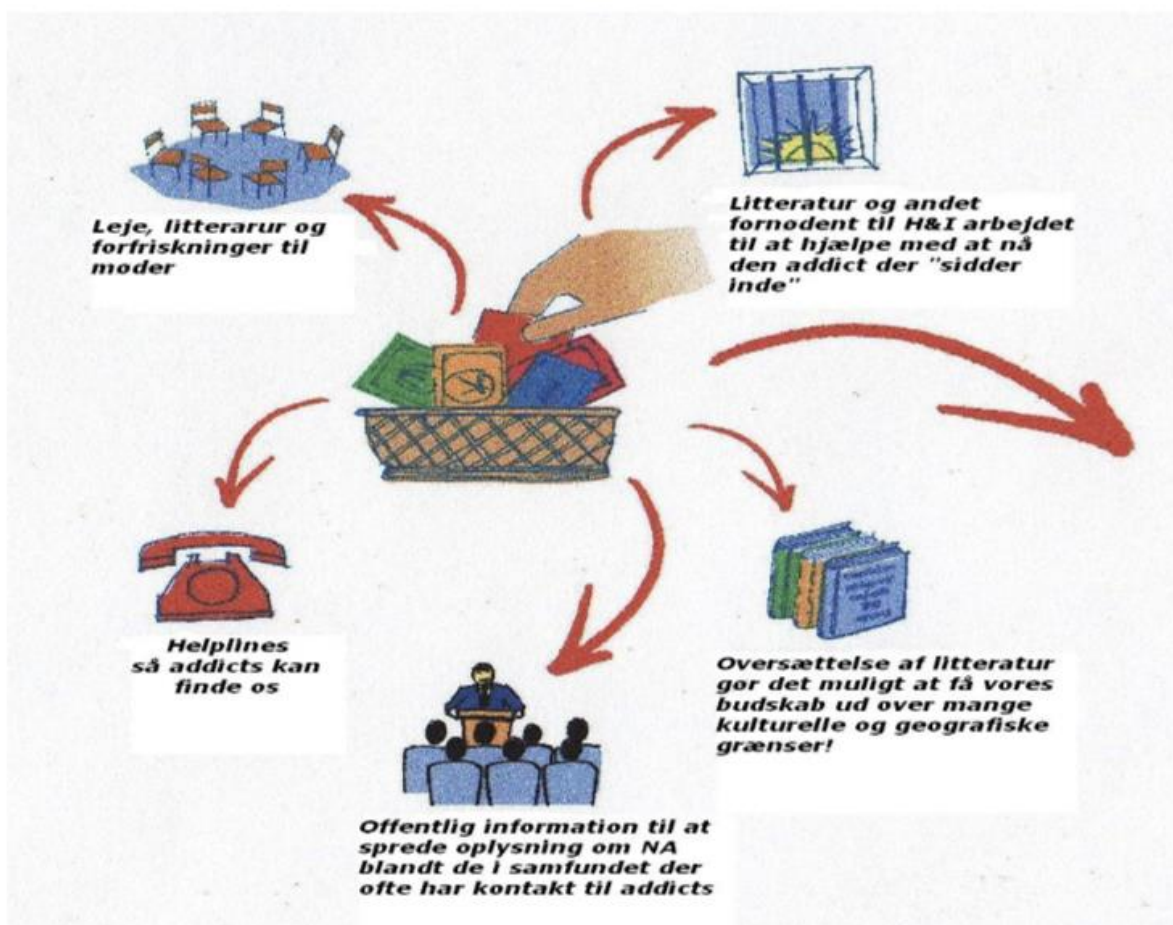 Leje, litterarur og
forfriskninger til
moder
Litteratur og andet
fornodent til H&I arbejdet
til at hjælpe med at nå
den addict der "sidder
inde"
Helplines
så addicts kan
finde os
Oversættelse af litteratur
gor det muligt at få vores
budskab ud over mange
kulturelle og geografiske
grænser!
Offentlig information til at
sprede oplysning om NA
blandt de i samfundet der
ofte har kontakt til addicts